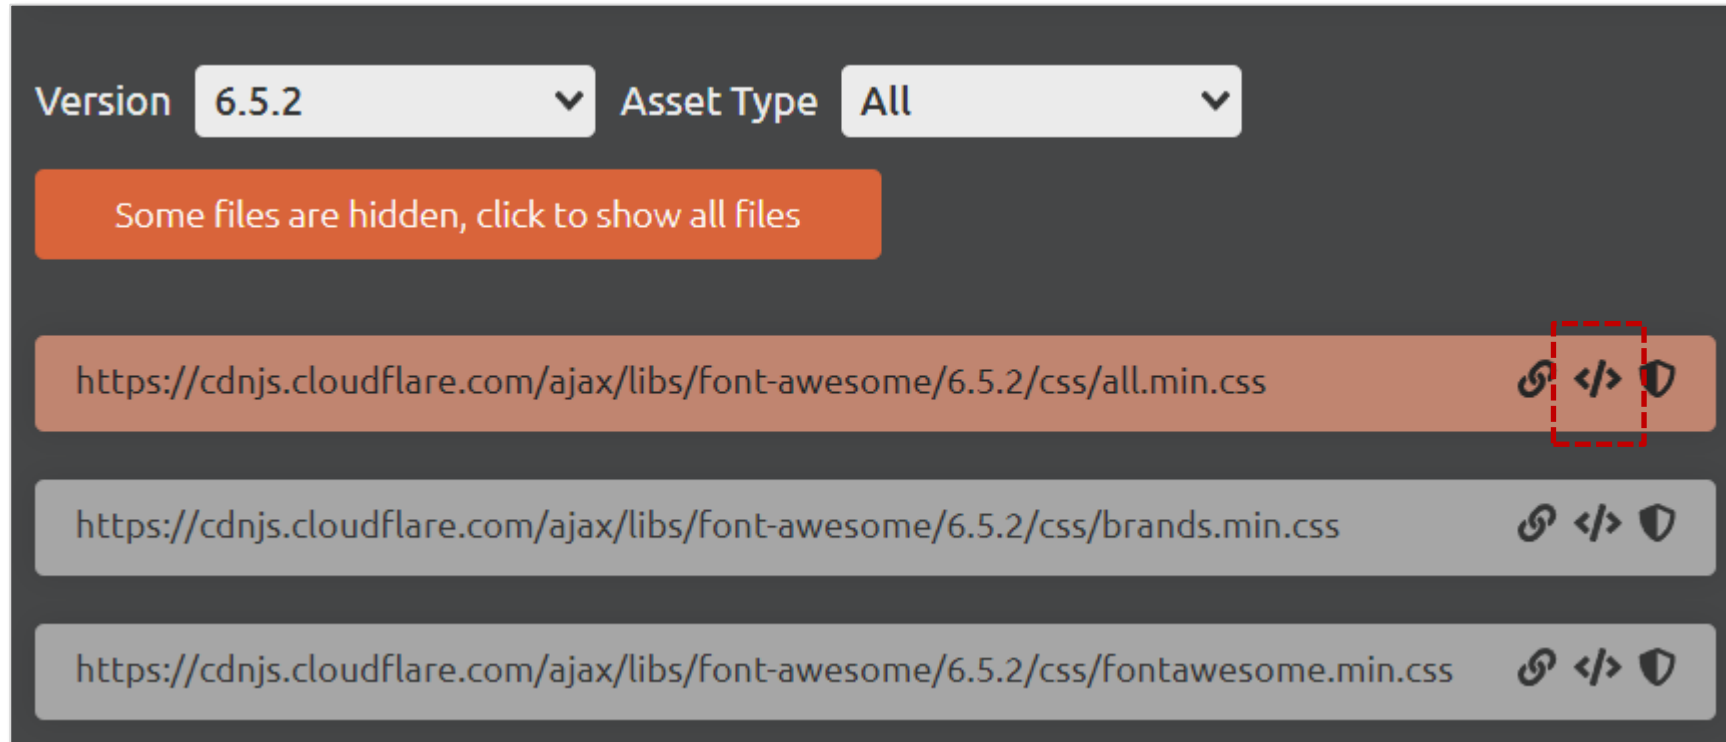 Version 6.5.2 Asset Type All
Some files are hidden, click to show all files
https://cdnjs.cloudflare.com/ajax/libs/font-awesome/6.5.2/css/all.min.css </>
https://cdnjs.cloudflare.com/ajax/libs/font-awesome/6.5.2/css/brands.min.css </>
https://cdnjs.cloudflare.com/ajax/libs/font-awesome/6.5.2/css/fontawesome.min.css </>